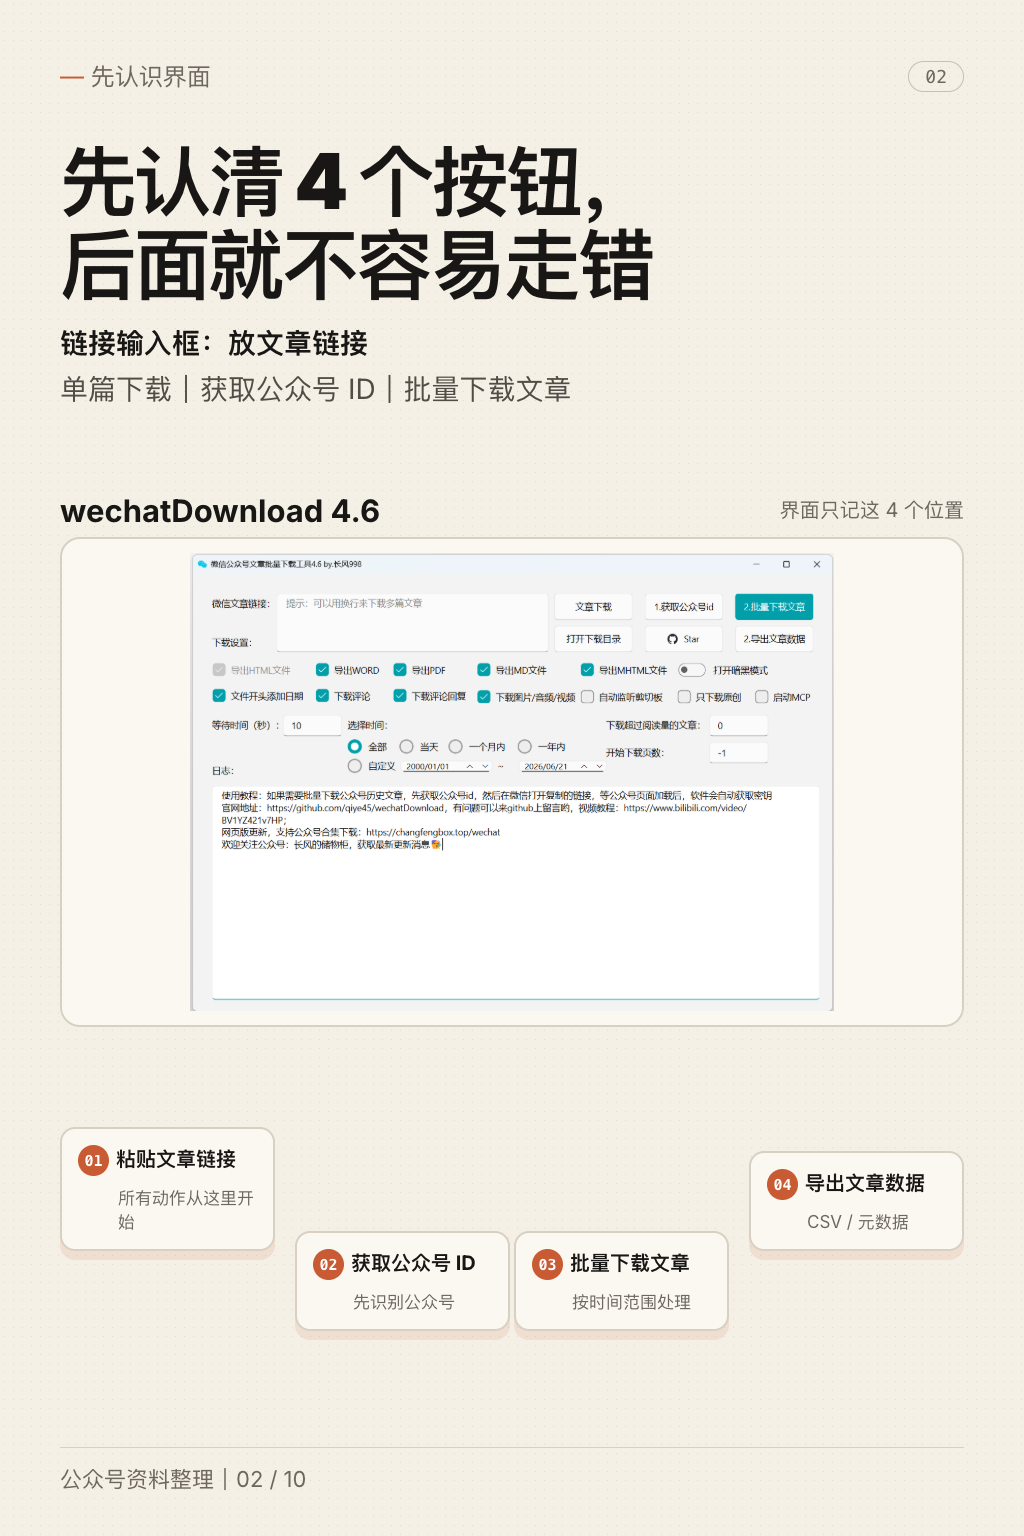 先认识界面
02
先认清 4 个按钮，
后面就不容易走错
链接输入框：放文章链接
单篇下载｜获取公众号 ID｜批量下载文章
wechatDownload 4.6
界面只记这 4 个位置
微信公众号文章批量下载工具4.6 by.长风998
微信文章链接：
提示：可以用换行来下载多篇文章
文章下载
1.获取公众号id
2.批量下载文章
下载设置：
打开下载目录
Star
2.导出文章数据
导出HTML文件
导出WORD
导出PDF
导出MD文件
导出MHTML文件
打开暗黑模式
文件开头添加日期
下载评论
下载评论回复
下载图片/音频/视频
自动监听剪切板
只下载原创
启动MCP
等待时间（秒）：
10
选择时间：
下载超过阅读量的文章：
0
全部
当天
一个月内
一年内
开始下载页数：
-1
自定义
2000/01/01
~
2026/06/21
日志：
使用教程：如果需要批量下载公众号历史文章，先获取公众号id，然后在微信打开复制的链接，等公众号页面加载后，软件会自动获取密钥
官网地址：https://github.com/qiye45/wechatDownload，有问题可以来github上留言哟，视频教程：https://www.bilibili.com/video/
BV1YZ421v7HP；
网页版更新，支持公众号合集下载：https://changfengbox.top/wechat
欢迎关注公众号：长风的储物柜，获取最新更新消息
01
粘贴文章链接
所有动作从这里开
始
02
获取公众号 ID
先识别公众号
03
批量下载文章
按时间范围处理
04
导出文章数据
CSV / 元数据
公众号资料整理｜02 / 10